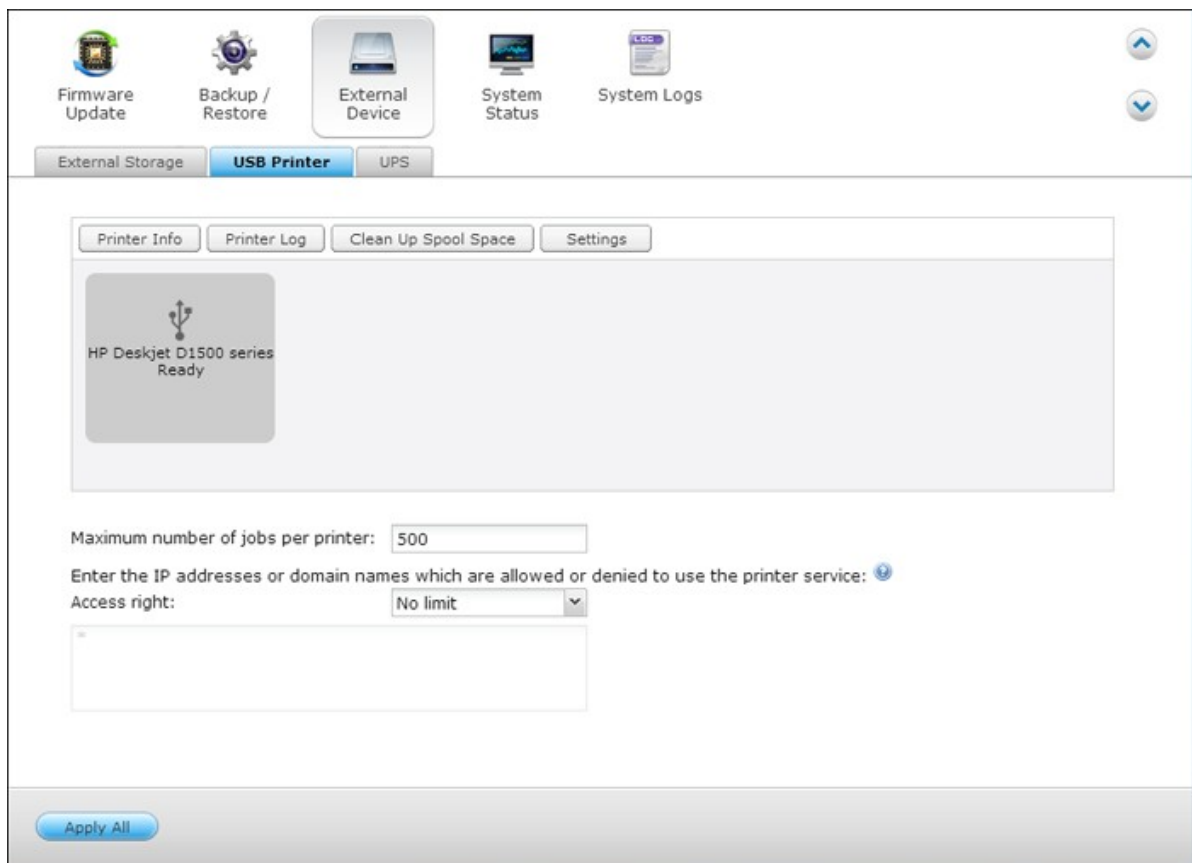 Firmware Update
Backup / Restore
External Device
System Status
LOG
System Logs
External Storage
USB Printer
UPS
Printer Info
Printer Log
Clean Up Spool Space
Settings
HP Deskjet D1500 series
Ready
Maximum number of jobs per printer: 500
Enter the IP addresses or domain names which are allowed or denied to use the printer service:
Access right: No limit
Apply All